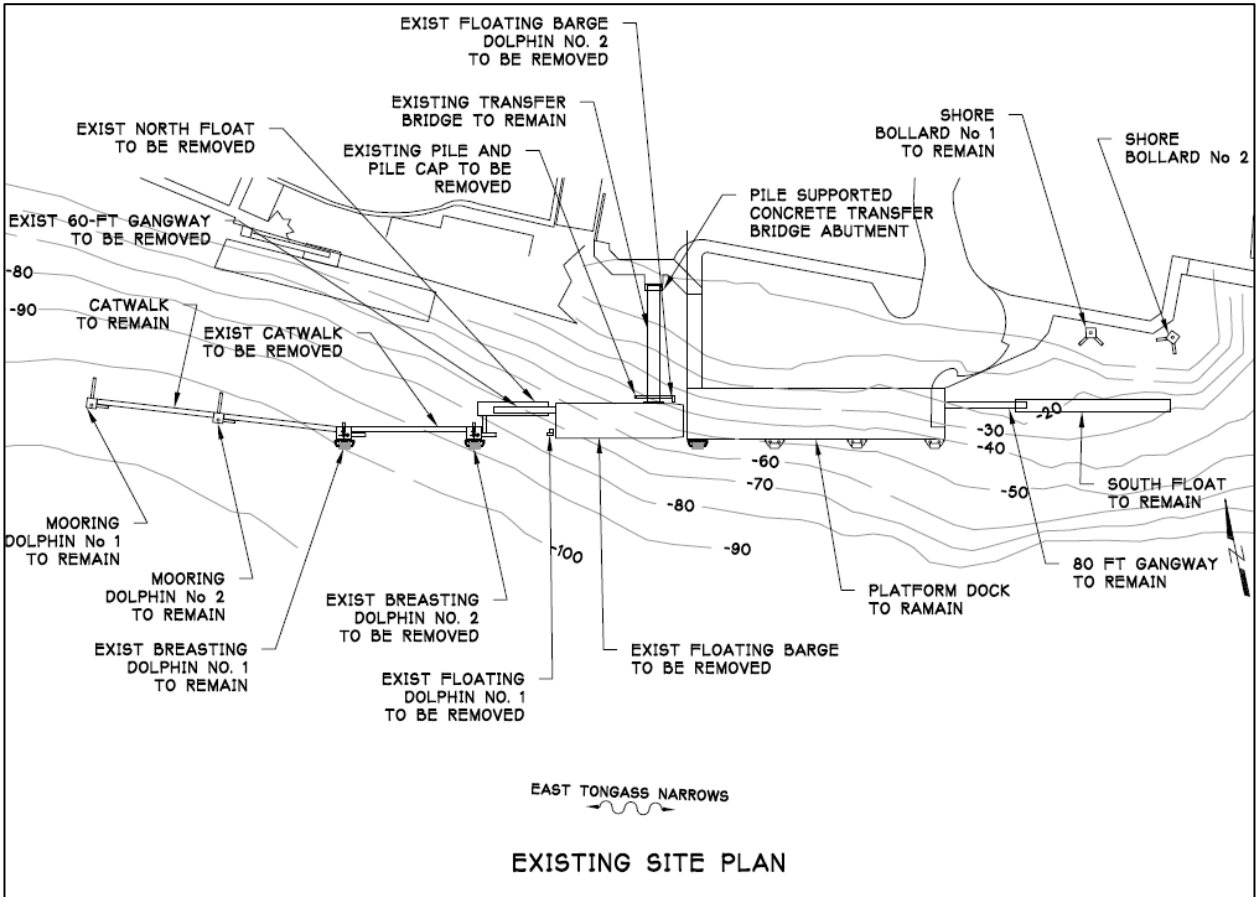 EXIST FLOATING BARGE
DOLPHIN NO. 2
TO BE REMOVED
EXISTING TRANSFER
BRIDGE TO REMAIN
EXIST NORTH FLOAT
TO BE REMOVED
EXISTING PILE AND
PILE CAP TO BE
REMOVED
SHORE
BOLLARD No 1
TO REMAIN
SHORE
BOLLARD No 2
PILE SUPPORTED
CONCRETE TRANSFER
BRIDGE ABUTMENT
EXIST 60-FT GANGWAY
TO BE REMOVED
-80
-90
CATWALK
TO REMAIN
EXIST CATWALK
TO BE REMOVED
-20
-30
-40
-60
-70
-50
-80
-90
-100
SOUTH FLOAT
TO REMAIN
MOORING
DOLPHIN No 1
TO REMAIN
MOORING
DOLPHIN No 2
TO REMAIN
EXIST BREASTING
DOLPHIN NO. 1
TO REMAIN
EXIST BREASTING
DOLPHIN NO. 2
TO BE REMOVED
EXIST FLOATING
DOLPHIN NO. 1
TO BE REMOVED
EXIST FLOATING BARGE
TO BE REMOVED
PLATFORM DOCK
TO RAMAIN
80 FT GANGWAY
TO REMAIN
N
EAST TONGASS NARROWS
EXISTING SITE PLAN